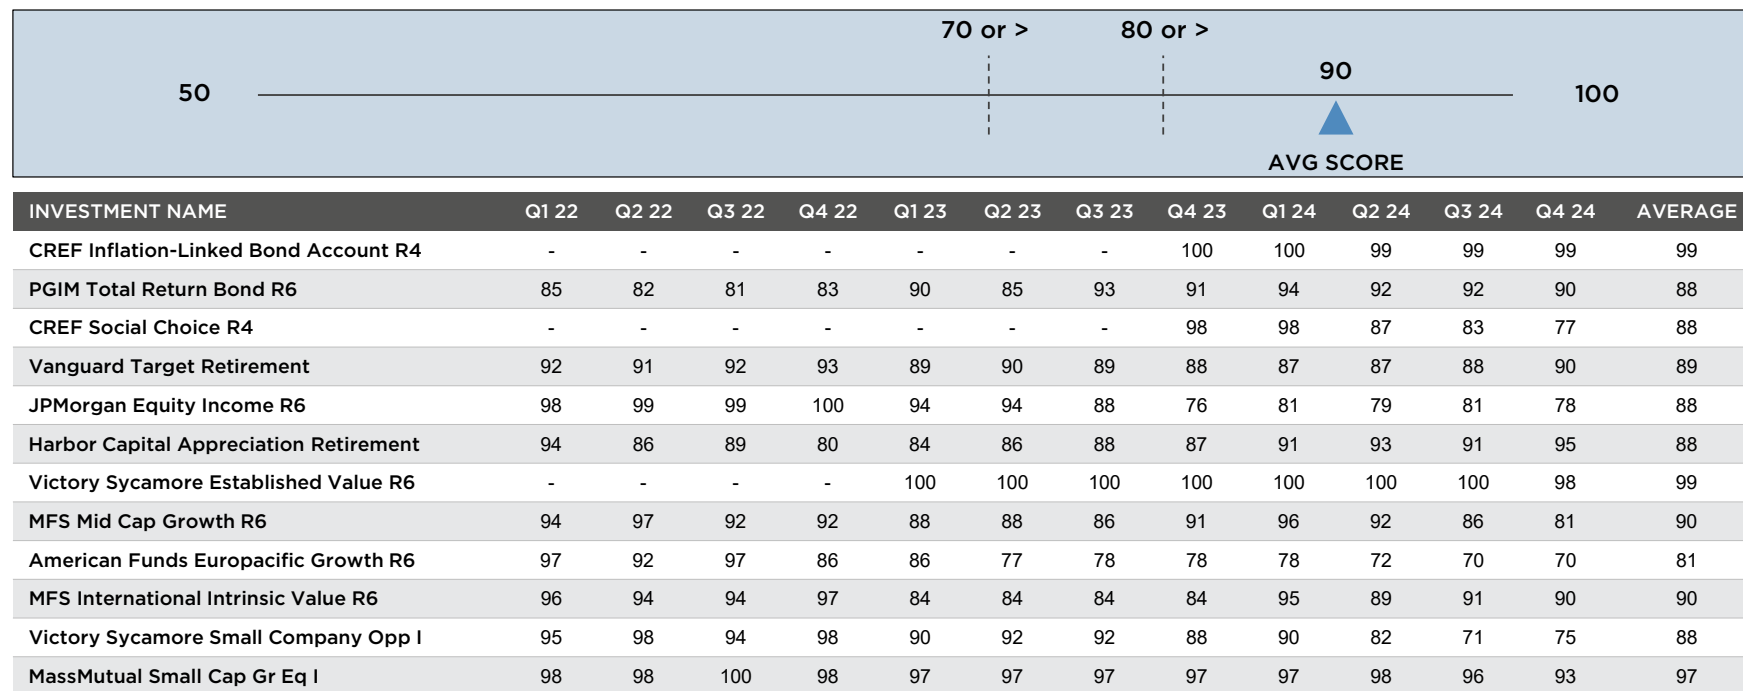 70 or > 80 or >
90
50 100
AVG SCORE
INVESTMENT NAME Q1 22 Q2 22 Q3 22 Q4 22 Q1 23 Q2 23 Q3 23 Q4 23 Q1 24 Q2 24 Q3 24 Q4 24 AVERAGE
CREF Inflation-Linked Bond Account R4 - - - - - - - 100 100 99 99 99 99
PGIM Total Return Bond R6 85 82 81 83 90 85 93 91 94 92 92 90 88
CREF Social Choice R4 - - - - - - - 98 98 87 83 77 88
Vanguard Target Retirement 92 91 92 93 89 90 89 88 87 87 88 90 89
JPMorgan Equity Income R6 98 99 99 100 94 94 88 76 81 79 81 78 88
Harbor Capital Appreciation Retirement 94 86 89 80 84 86 88 87 91 93 91 95 88
Victory Sycamore Established Value R6 - - - - 100 100 100 100 100 100 100 98 99
MFS Mid Cap Growth R6 94 97 92 92 88 88 86 91 96 92 86 81 90
American Funds Europacific Growth R6 97 92 97 86 86 77 78 78 78 72 70 70 81
MFS International Intrinsic Value R6 96 94 94 97 84 84 84 84 95 89 91 90 90
Victory Sycamore Small Company Opp I 95 98 94 98 90 92 92 88 90 82 71 75 88
MassMutual Small Cap Gr Eq I 98 98 100 98 97 97 97 97 97 98 96 93 97